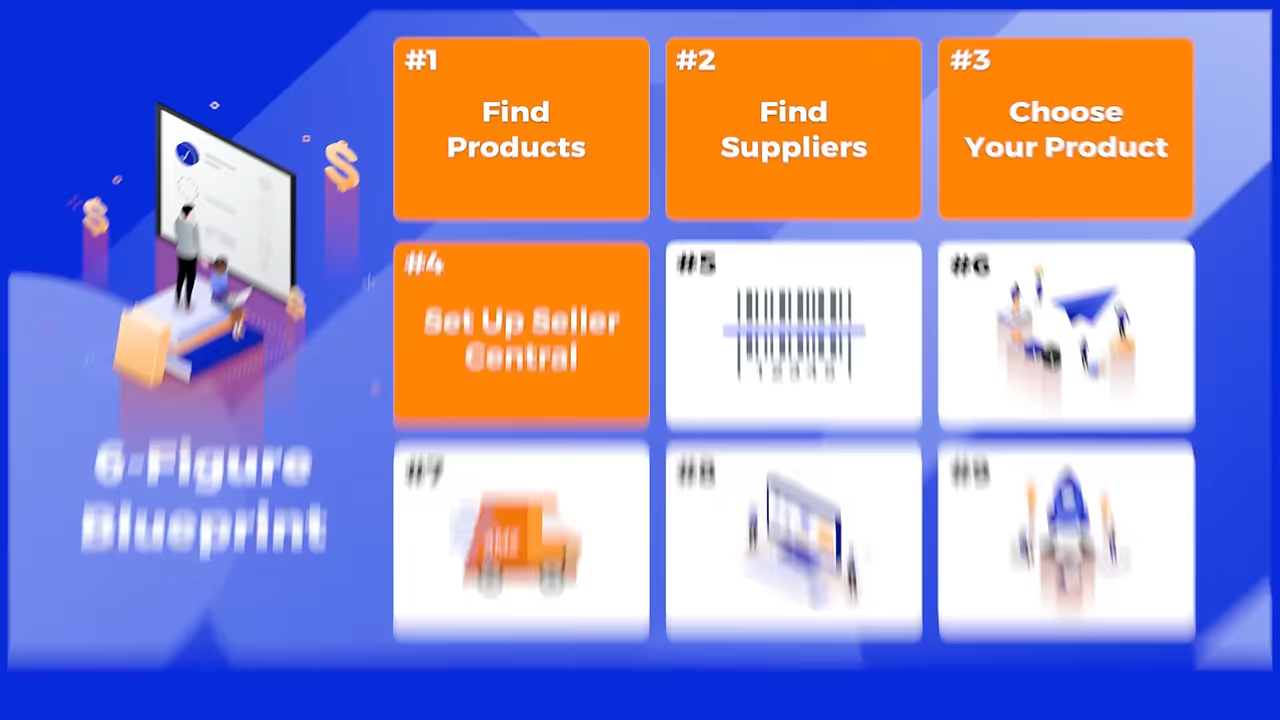 #1
Find
Products
#2
Find
Suppliers
#3
Choose
Your Product
#4
Set Up Seller
Central
#5
#6
#7
#8
#9
6-Figure
Blueprint